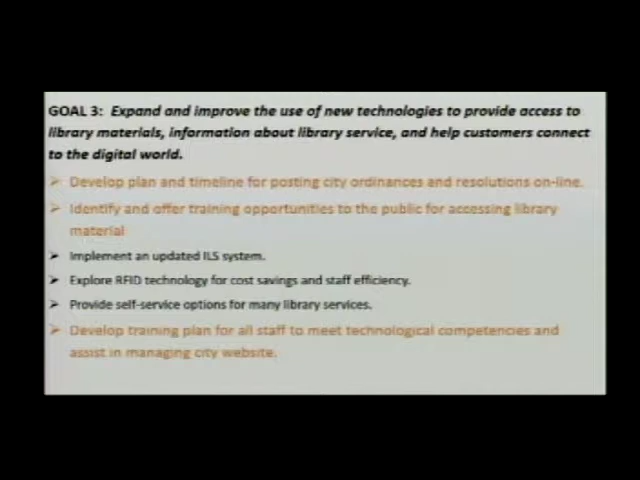 GOAL 3: Expand and improve the use of new technologies to provide access to
library materials, information about library service, and help customers connect
to the digital world.
➢ Develop plan and timeline for posting city ordinances and resolutions on-line.
➢ Identify and offer training opportunities to the public for accessing library
material
➢ Implement an updated ILS system.
➢ Explore RFID technology for cost savings and staff efficiency.
➢ Provide self-service options for many library services.
➢ Develop training plan for all staff to meet technological competencies and
assist in managing city website.